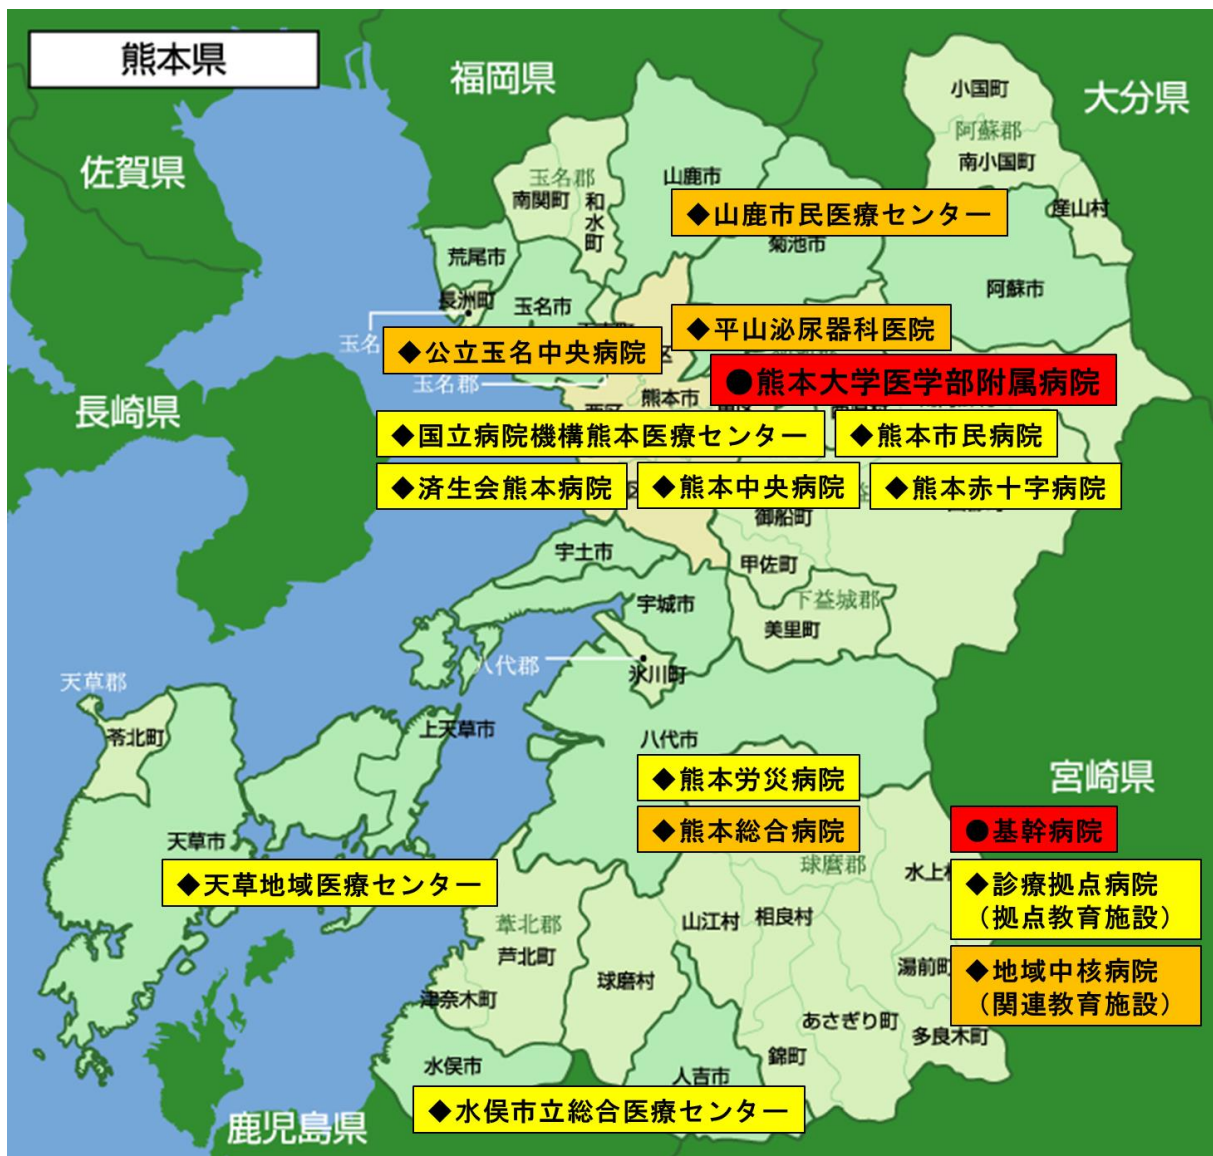 熊本県
福岡県
大分県
佐賀県
小国町
阿蘇郡
南小国町
産山村
玉名郡
南関町
和水町
山鹿市
◆山鹿市民医療センター
菊池市
荒尾市
長洲町
玉名市
阿蘇市
玉名
◆公立玉名中央病院
◆平山泌尿器科医院
玉名郡
●熊本大学医学部附属病院
長崎県
熊本市
◆国立病院機構熊本医療センター
◆熊本市民病院
◆済生会熊本病院
◆熊本中央病院
◆熊本赤十字病院
御船町
宇土市
甲佐町
宇城市
下益城郡
美里町
八代郡
氷川町
天草郡
苓北町
上天草市
八代市
◆熊本労災病院
宮崎県
天草市
◆熊本総合病院
●基幹病院
◆天草地域医療センター
球磨郡
水上村
◆診療拠点病院
（拠点教育施設）
葦北郡
芦北町
山江村
相良村
湯前町
◆地域中核病院
（関連教育施設）
津奈木町
球磨村
あさぎり町
多良木町
錦町
水俣市
人吉市
◆水俣市立総合医療センター
鹿児島県